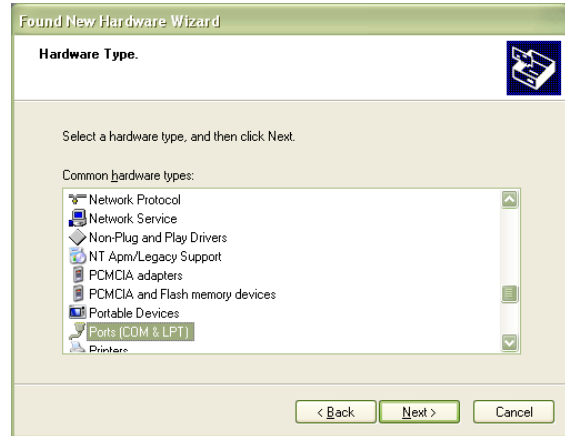 Found New Hardware Wizard
Hardware Type.
Select a hardware type, and then click Next.
Common hardware types:
Network Protocol
Network Service
Non-Plug and Play Drivers
NT Apm/Legacy Support
PCMCIA adapters
PCMCIA and Flash memory devices
Portable Devices
Ports (COM & LPT)
Printers
< Back Next > Cancel